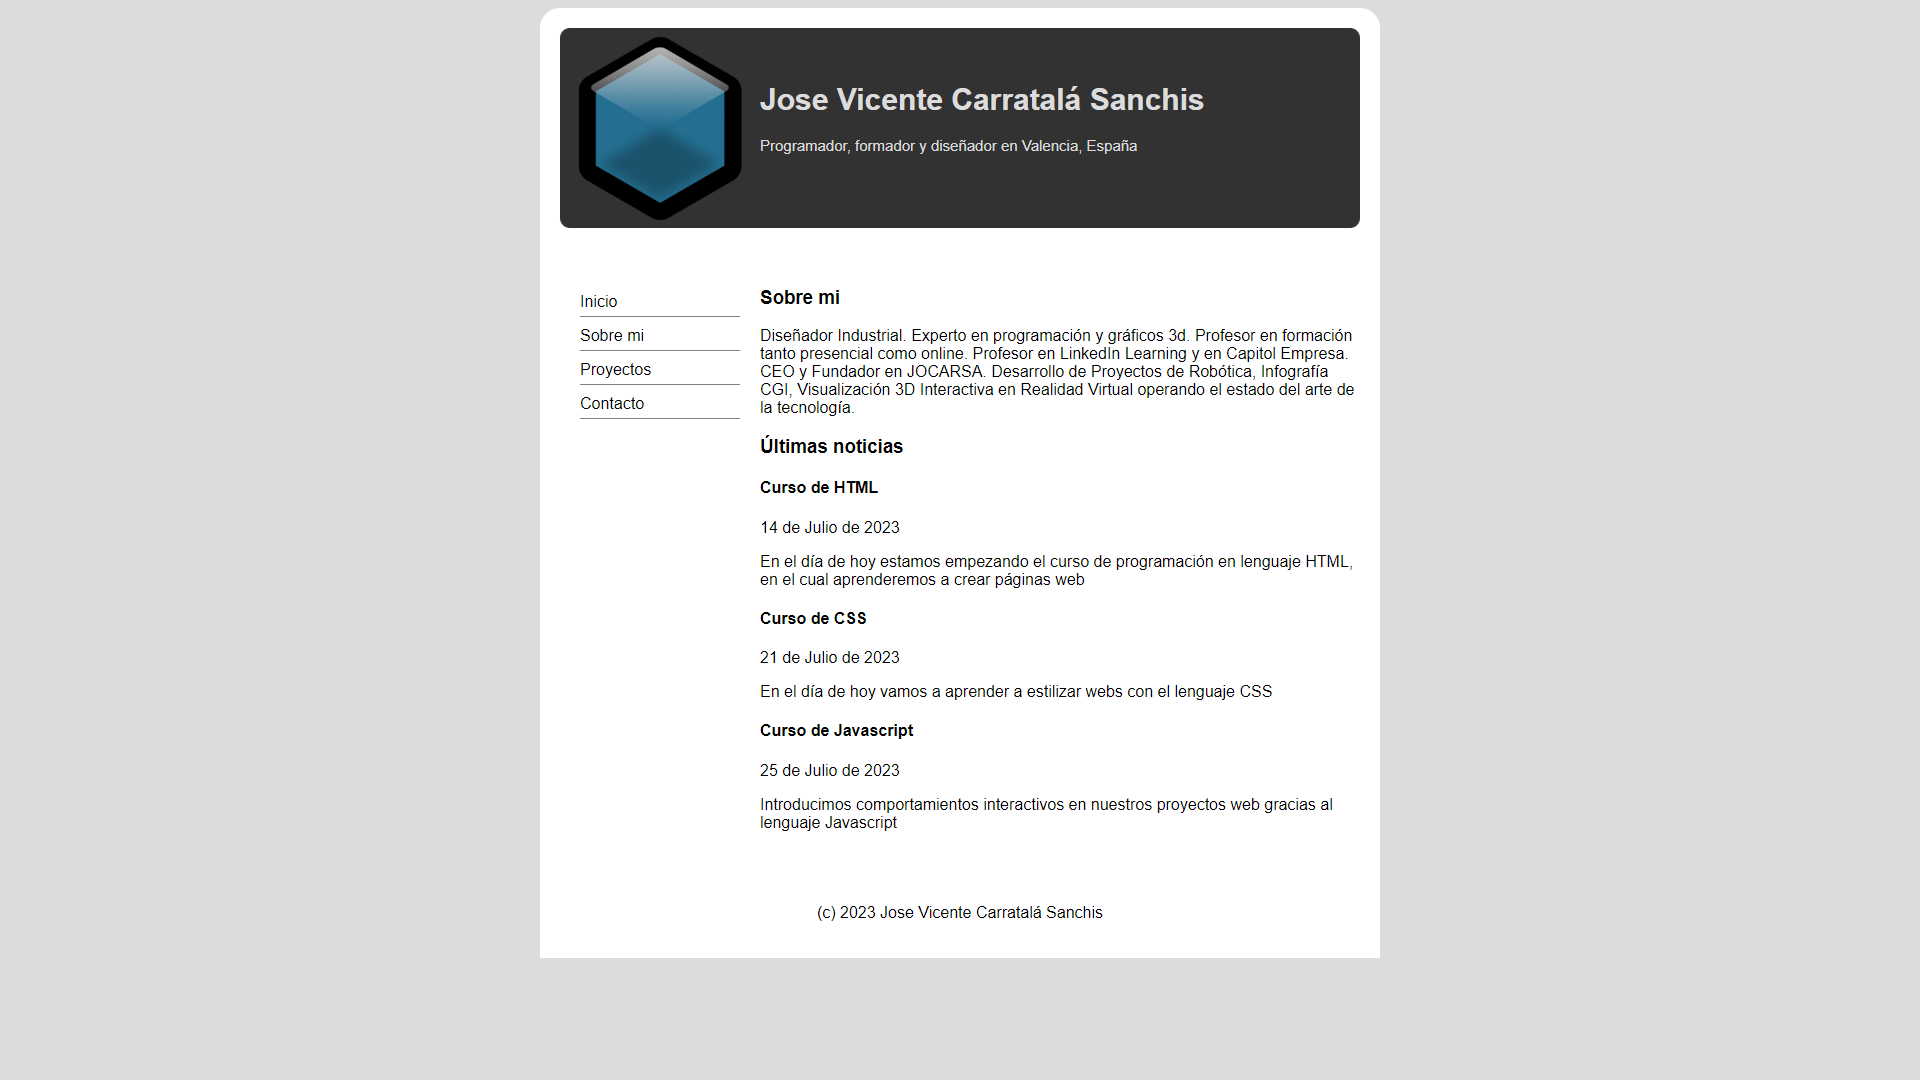 Jose Vicente Carratalá Sanchis
Programador, formador y diseñador en Valencia, España
Inicio
Sobre mi
Proyectos
Contacto
Sobre mi
Diseñador Industrial. Experto en programación y gráficos 3d. Profesor en formación
tanto presencial como online. Profesor en LinkedIn Learning y en Capitol Empresa.
CEO y Fundador en JOCARSA. Desarrollo de Proyectos de Robótica, Infografía
CGI, Visualización 3D Interactiva en Realidad Virtual operando el estado del arte de
la tecnología.
Últimas noticias
Curso de HTML
14 de Julio de 2023
En el día de hoy estamos empezando el curso de programación en lenguaje HTML,
en el cual aprenderemos a crear páginas web
Curso de CSS
21 de Julio de 2023
En el día de hoy vamos a aprender a estilizar webs con el lenguaje CSS
Curso de Javascript
25 de Julio de 2023
Introducimos comportamientos interactivos en nuestros proyectos web gracias al
lenguaje Javascript
(c) 2023 Jose Vicente Carratalá Sanchis